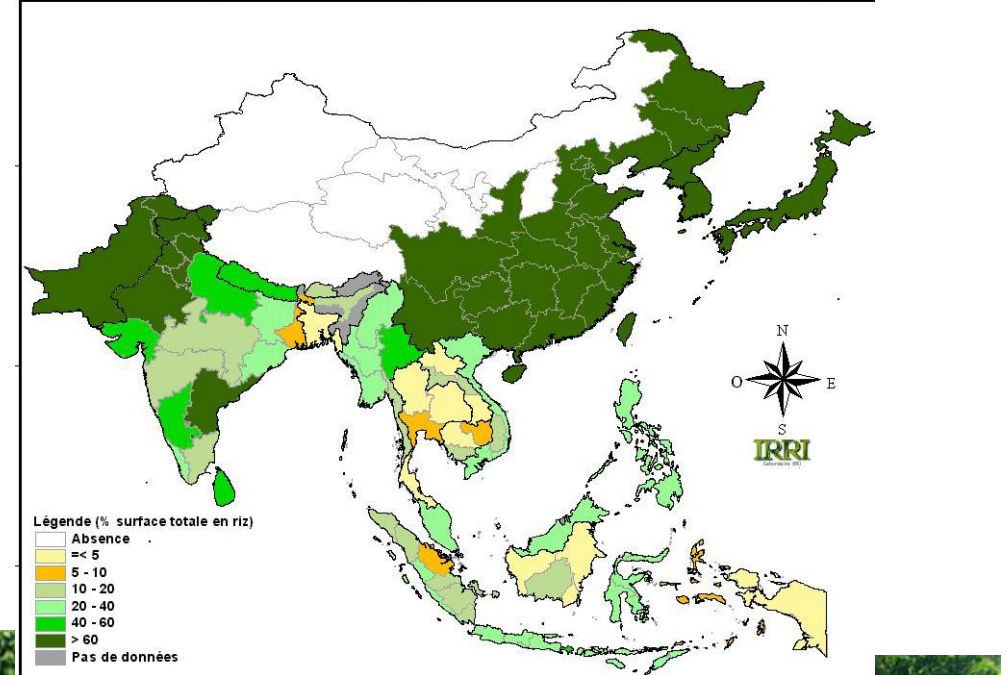 N
O
E
S
IRRI
Légende (% surface totale en riz)
Absence
=< 5
5 - 10
10 - 20
20 - 40
40 - 60
> 60
Pas de données